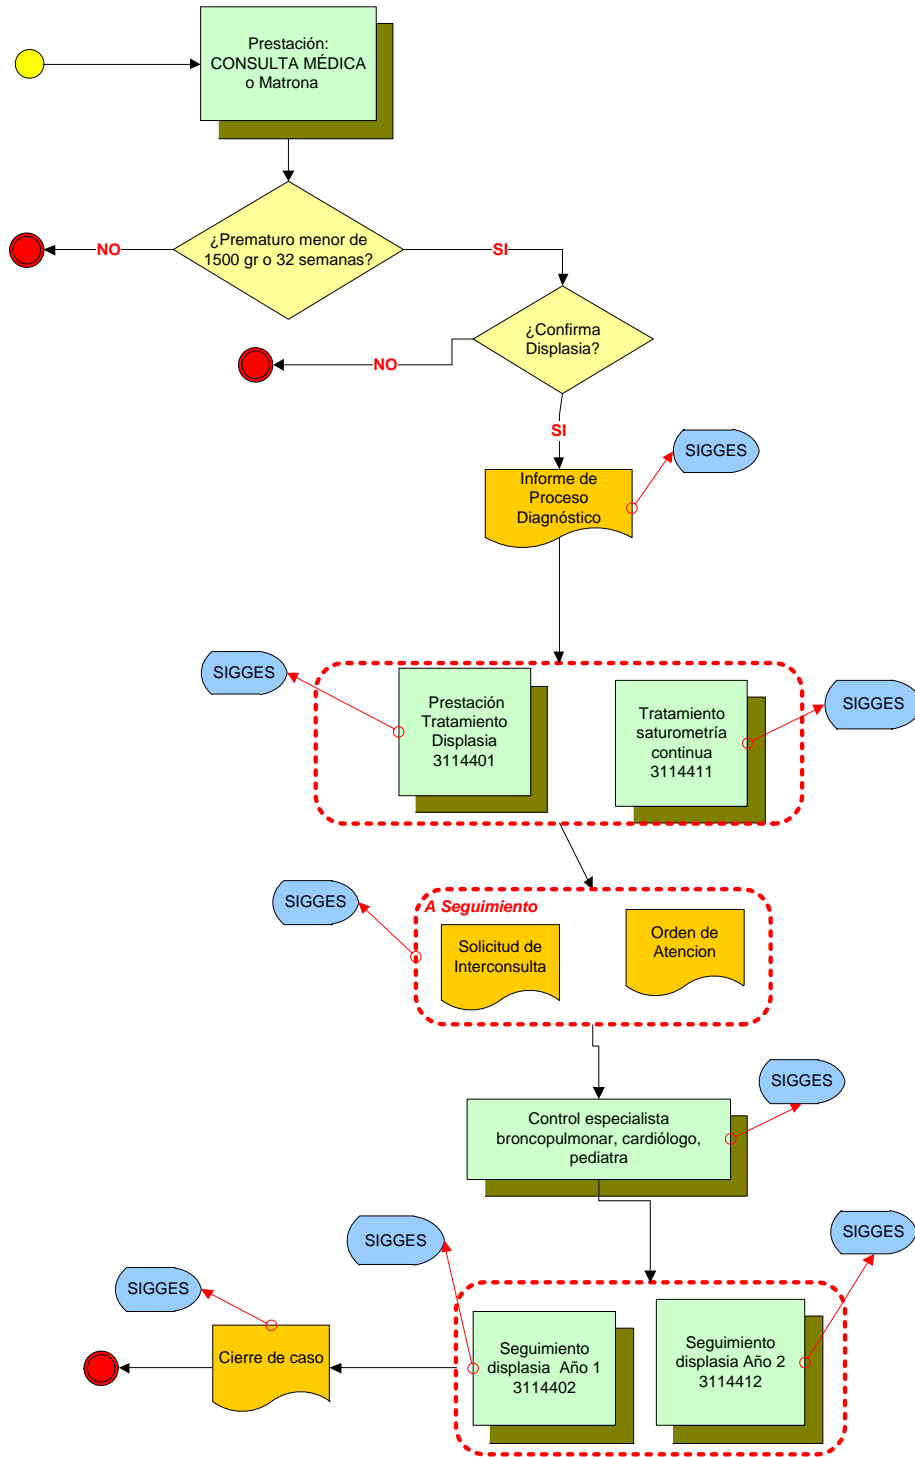 Prestación:
CONSULTA MÉDICA
o Matrona
¿Prematuro menor de
1500 gr o 32 semanas?
NO
SI
¿Confirma
Displasia?
NO
SI
SIGGES
Informe de
Proceso
Diagnóstico
SIGGES
Prestación
Tratamiento
Displasia
3114401
Tratamiento
saturometría
continua
3114411
SIGGES
SIGGES
A Seguimiento
Solicitud de
Interconsulta
Orden de
Atencion
SIGGES
Control especialista
broncopulmonar, cardiólogo,
pediatra
SIGGES
SIGGES
SIGGES
Cierre de caso
Seguimiento
displasia Año 1
3114402
Seguimiento
displasia Año 2
3114412